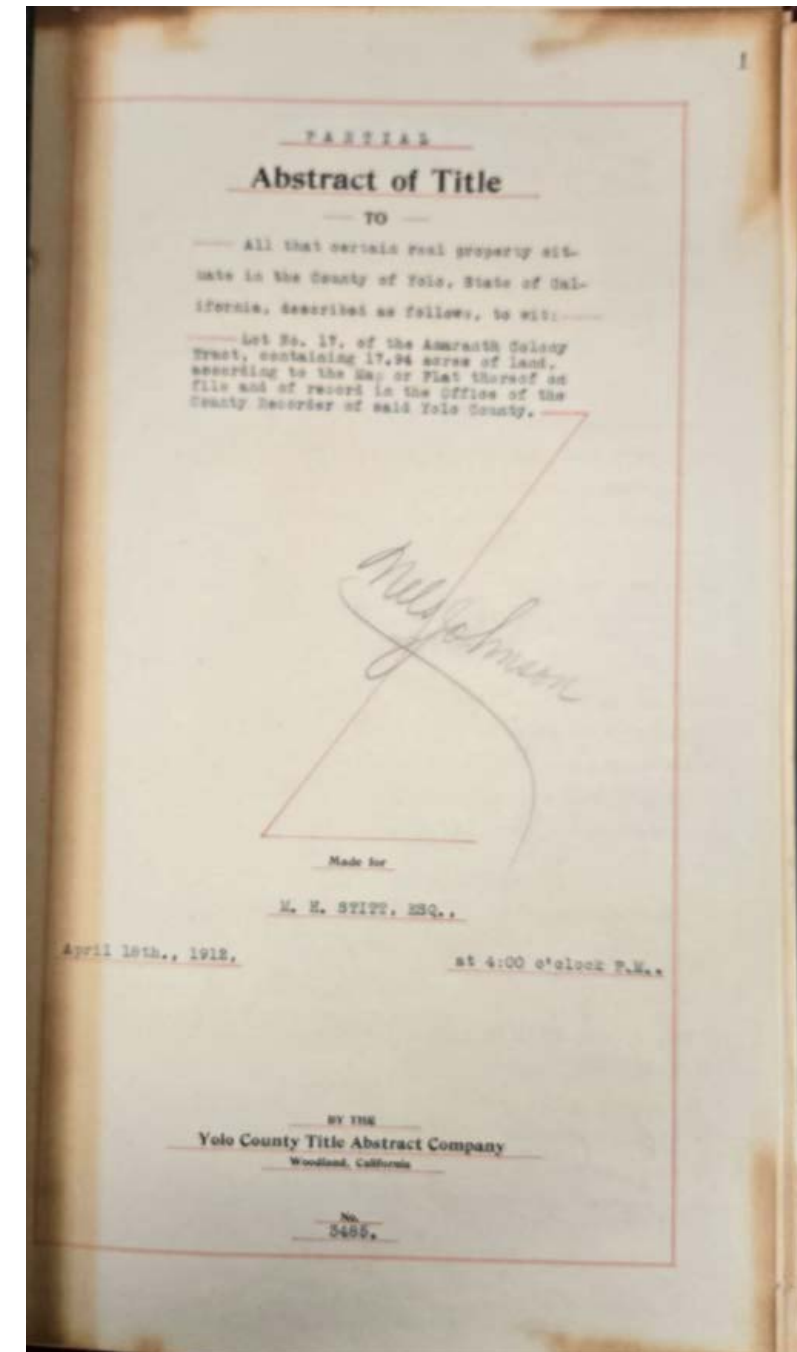 1
PARTIAL
Abstract of Title
TO
All that certain real property sit-
uate in the County of Yolo, State of Cal-
ifornia, described as follows, to wit:
Lot No. 17, of the Amaranth Colony
Tract, containing 17.94 acres of land,
according to the Map or Plat thereof on
file and of record in the Office of the
County Recorder of said Yolo County.
Nels Johnson
Made for
M. H. STITT, ESQ.,
April 18th., 1912,
at 4:00 o'clock P.M..
BY THE
Yolo County Title Abstract Company
Woodland, California
No.
5485.